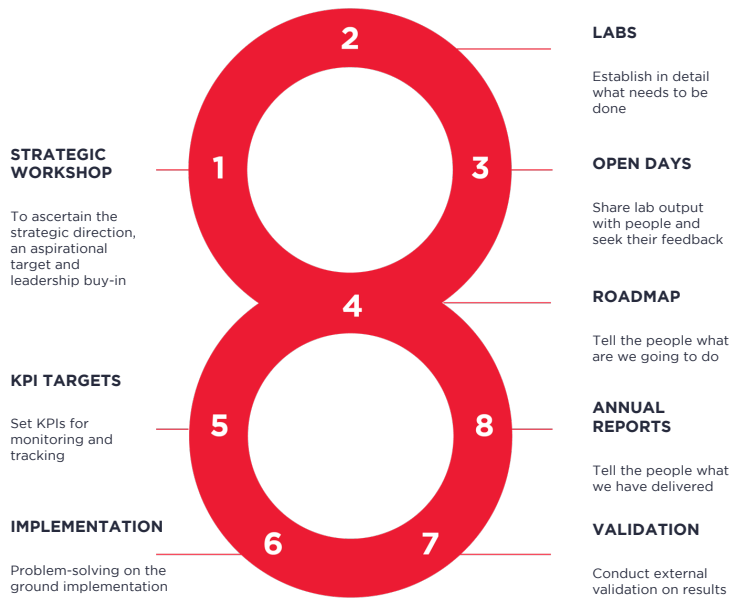 1
STRATEGIC
WORKSHOP
To ascertain the
strategic direction,
an aspirational
target and
leadership buy-in
2
LABS
Establish in detail
what needs to be
done
3
OPEN DAYS
Share lab output
with people and
seek their feedback
4
ROADMAP
Tell the people what
are we going to do
5
KPI TARGETS
Set KPIs for
monitoring and
tracking
6
IMPLEMENTATION
Problem-solving on the
ground implementation
7
VALIDATION
Conduct external
validation on results
8
ANNUAL
REPORTS
Tell the people what
we have delivered